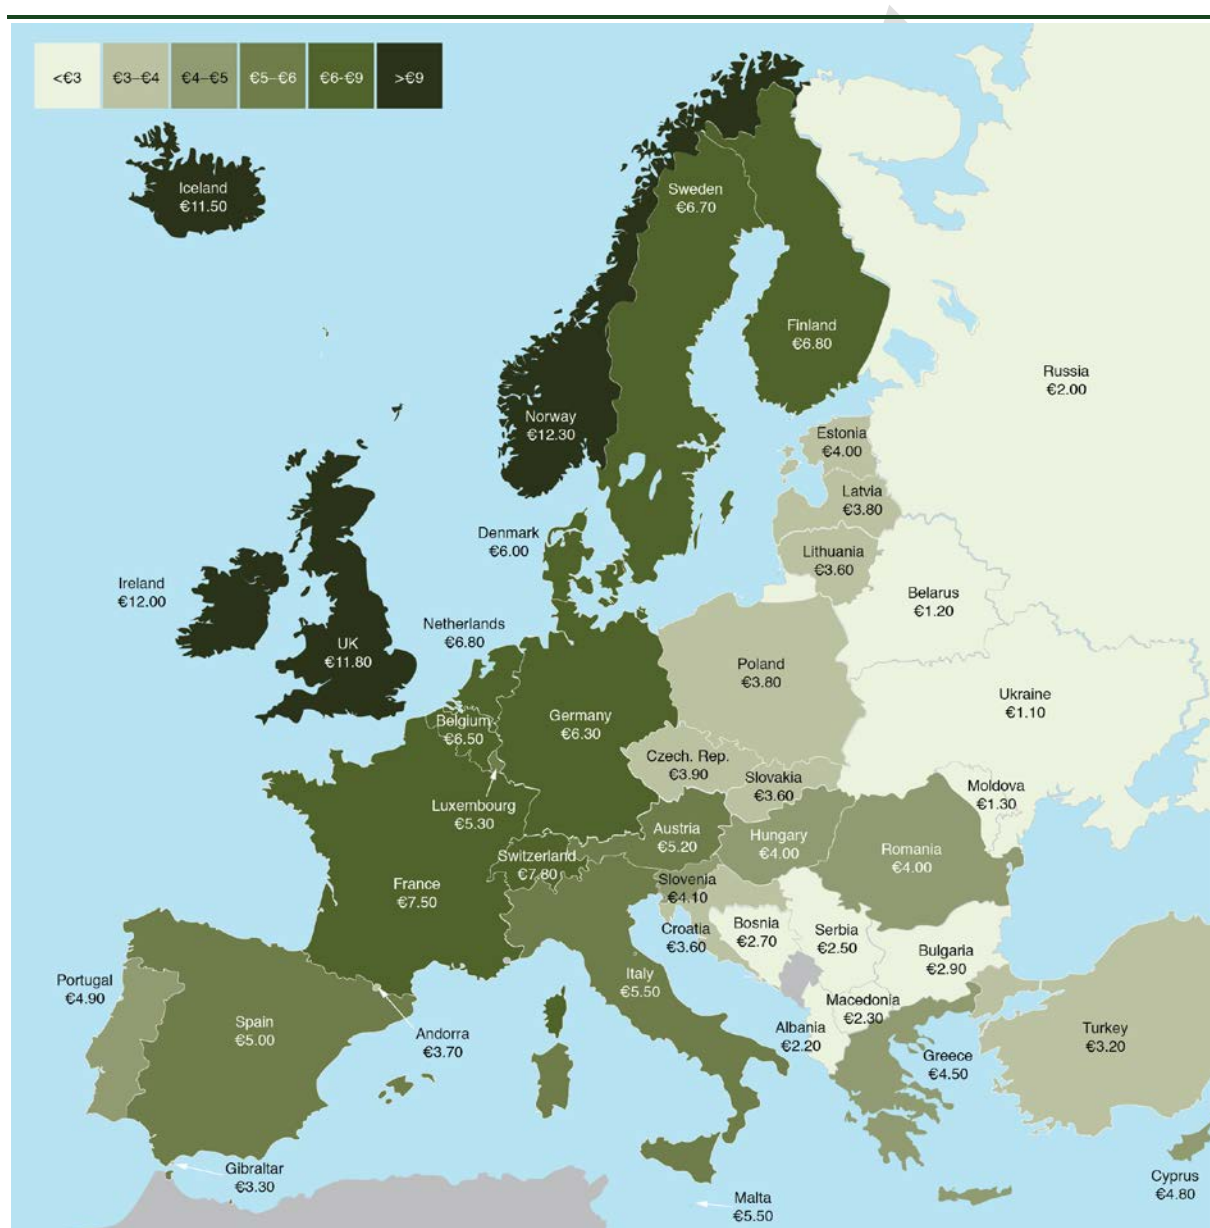 <€3 €3–€4 €4–€5 €5–€6 €6-€9 >€9
Iceland
€11.50
Sweden
€6.70
Finland
€6.80
Russia
€2.00
Norway
€12.30
Estonia
€4.00
Latvia
€3.80
Denmark
€6.00
Lithuania
€3.60
Ireland
€12.00
Belarus
€1.20
Netherlands
€6.80
UK
€11.80
Poland
€3.80
Ukraine
€1.10
Belgium
€6.50
Germany
€6.30
Czech. Rep.
€3.90
Slovakia
€3.60
Moldova
€1.30
Luxembourg
€5.30
Austria
€5.20
Hungary
€4.00
Romania
€4.00
Switzerland
€7.80
France
€7.50
Slovenia
€4.10
Croatia
€3.60
Bosnia
€2.70
Serbia
€2.50
Bulgaria
€2.90
Portugal
€4.90
Italy
€5.50
Macedonia
€2.30
Spain
€5.00
Andorra
€3.70
Albania
€2.20
Greece
€4.50
Turkey
€3.20
Gibraltar
€3.30
Malta
€5.50
Cyprus
€4.80